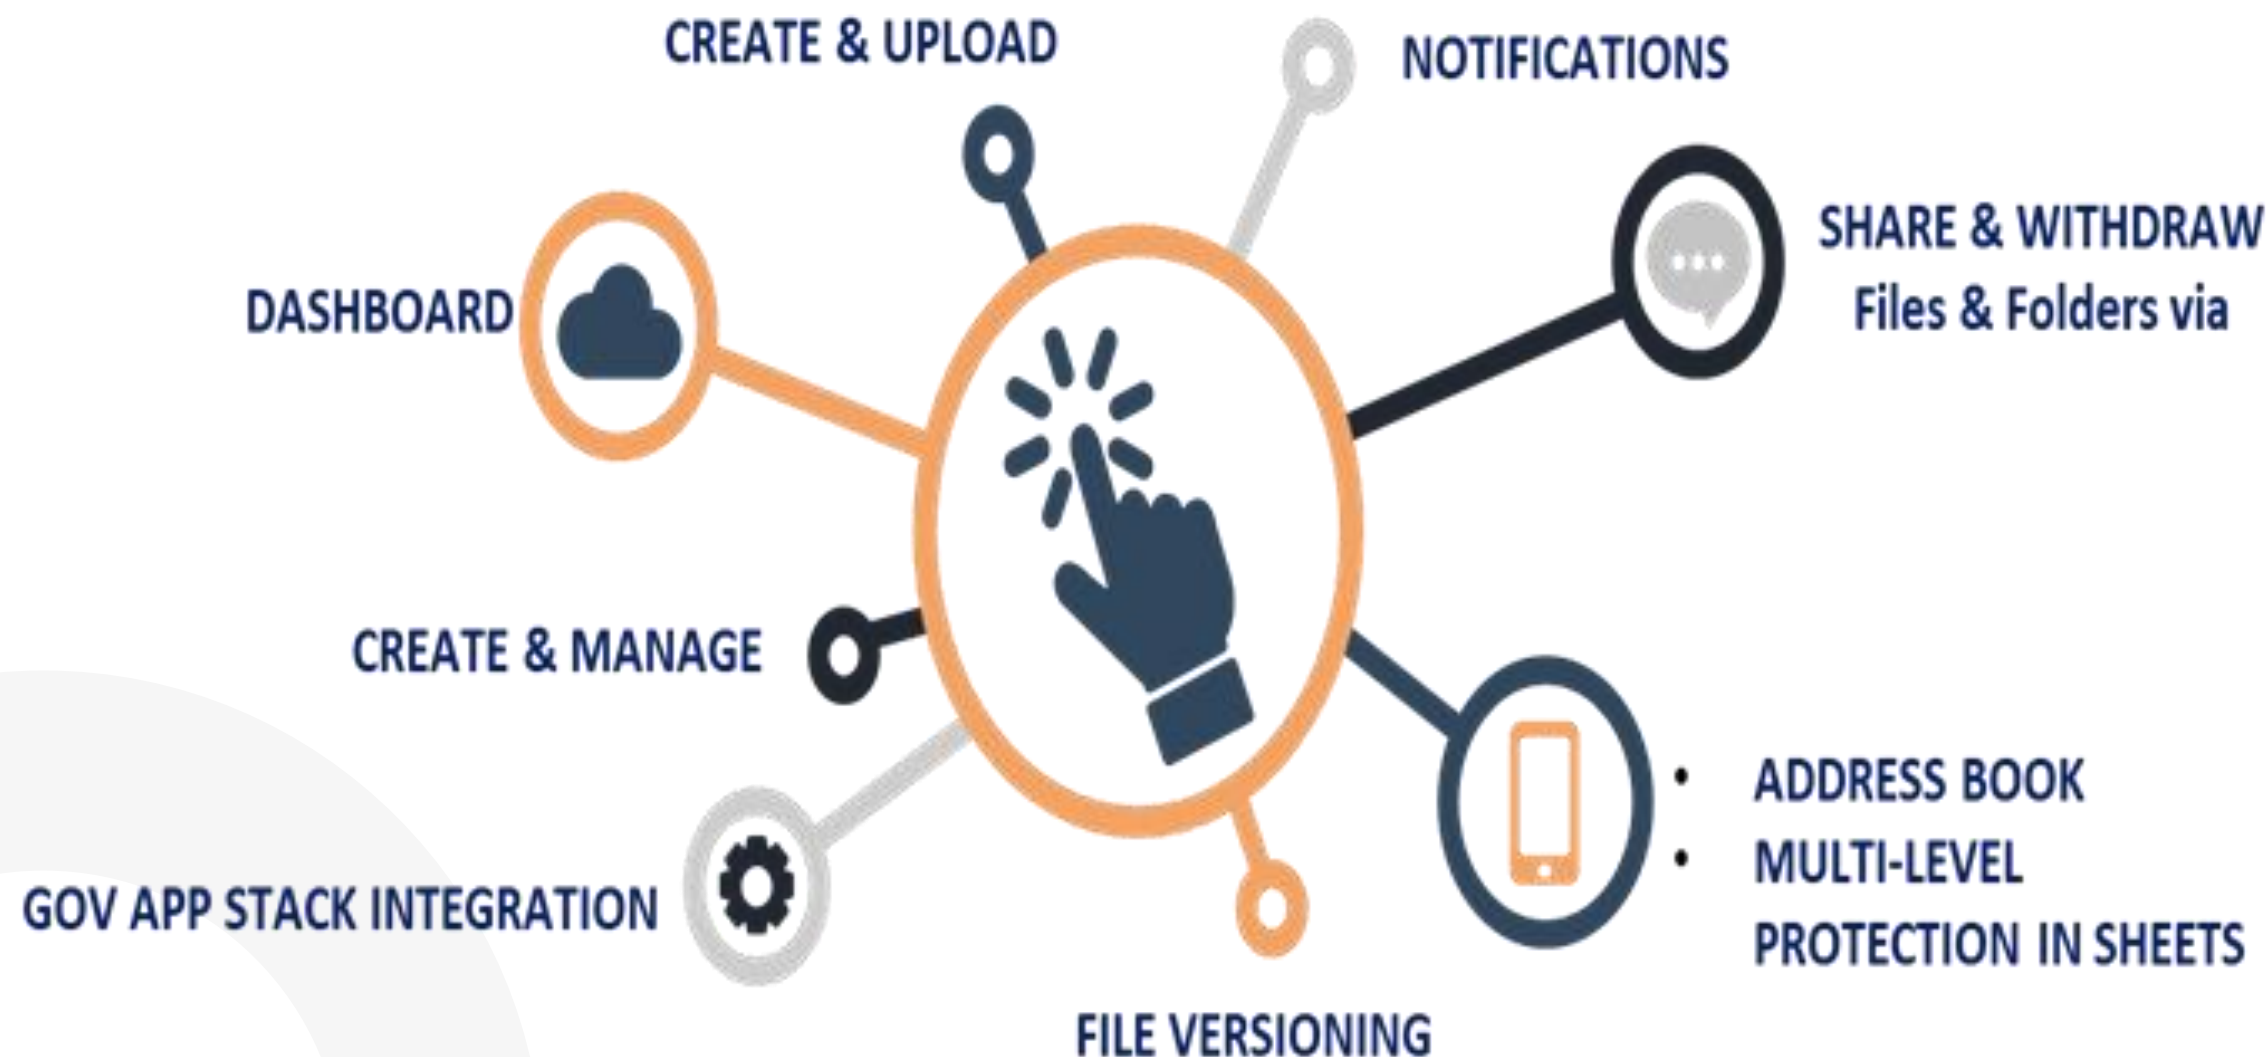 CREATE & UPLOAD
NOTIFICATIONS
SHARE & WITHDRAW
Files & Folders via
DASHBOARD
CREATE & MANAGE
• ADDRESS BOOK
• MULTI-LEVEL
PROTECTION IN SHEETS
GOV APP STACK INTEGRATION
FILE VERSIONING